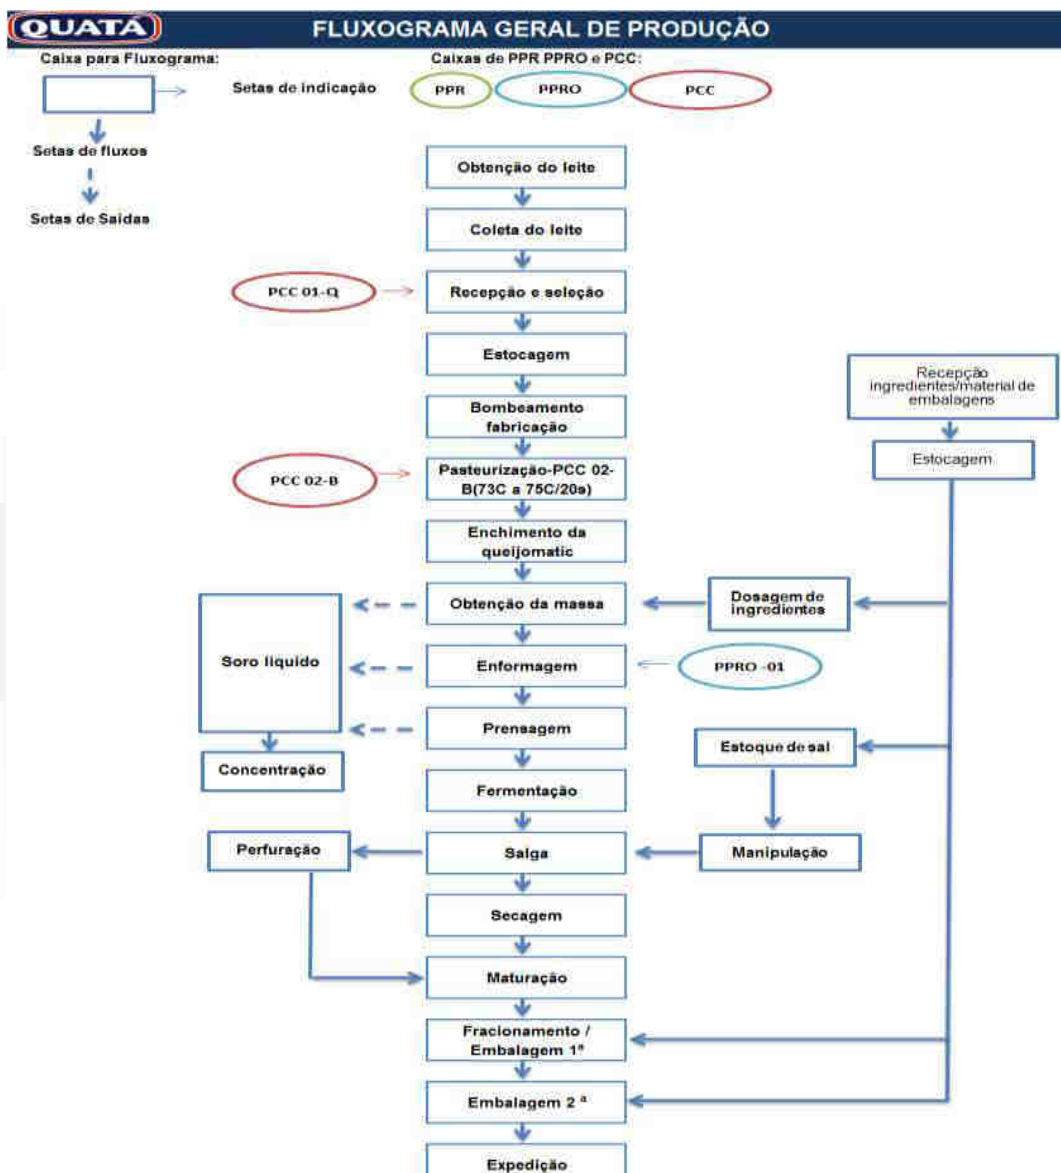 QUATÁ
FLUXOGRAMA GERAL DE PRODUÇÃO
Caixa para Fluxograma:
Caixas de PPR PPRO e PCC:
Setas de indicação
PPR
PPRO
PCC
Setas de fluxos
Setas de Saídas
Obtenção do leite
Coleta do leite
PCC 01-Q
Recepção e seleção
Estocagem
Recepção
ingredientes/material de
embalagens
Bombeamento
fabricação
Estocagem
PCC 02-B
Pasteurização-PCC 02-
B(73C a 75C/20s)
Enchimento da
queijomatic
Obtenção da massa
Dosagem de
ingredientes
Soro liquido
Enformagem
PPRO -01
Prensagem
Estoque de sal
Concentração
Fermentação
Perfuração
Salga
Manipulação
Secagem
Maturação
Fracionamento /
Embalagem 1ª
Embalagem 2 ª
Expedição